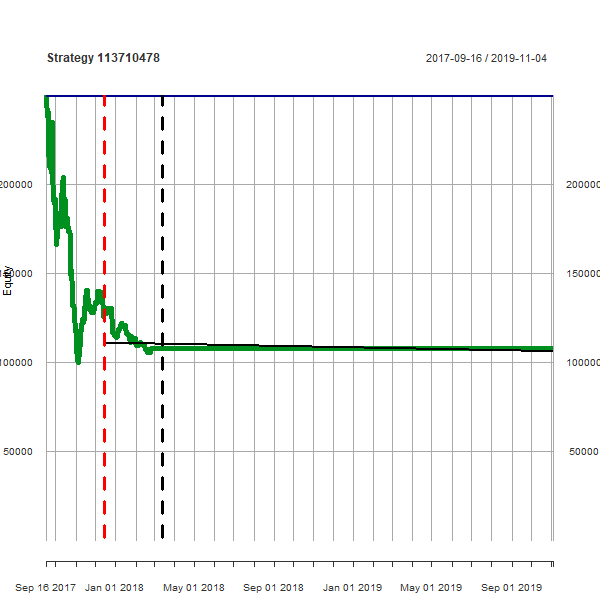 Strategy 113710478
2017-09-16 / 2019-11-04
200000 200000
150000 150000
Equity
100000 100000
50000 50000
Sep 16 2017 Jan 01 2018 May 01 2018 Sep 01 2018 Jan 01 2019 May 01 2019 Sep 01 2019